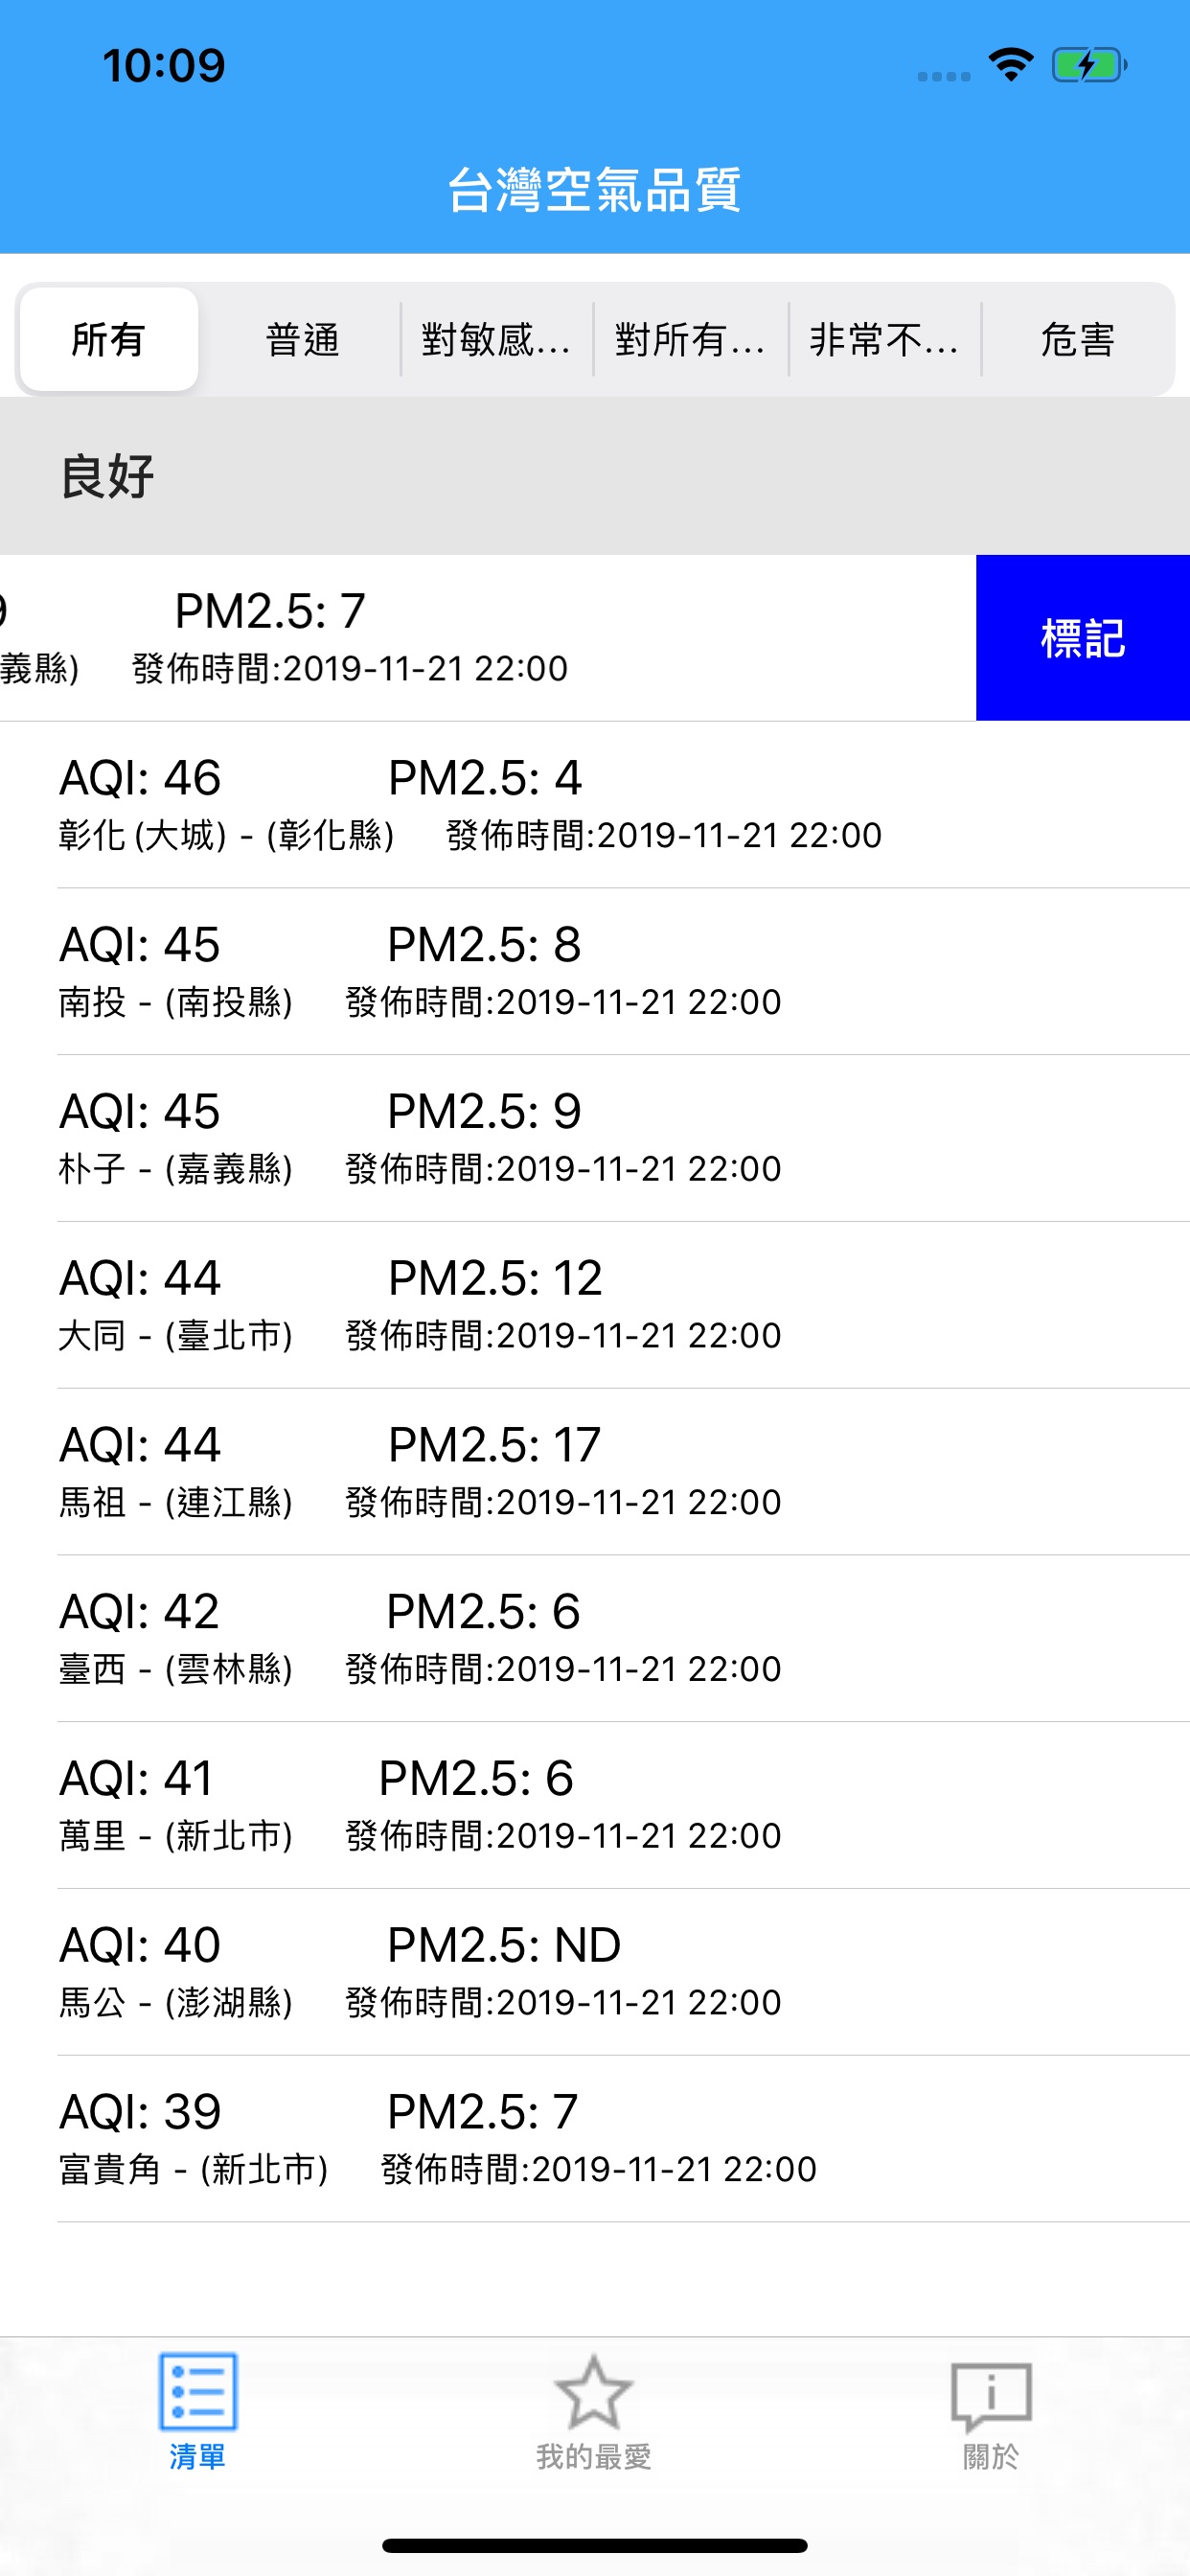 10:09
台灣空氣品質
所有 普通 對敏感... 對所有... 非常不... 危害
良好
9 PM2.5: 7
義縣) 發佈時間:2019-11-21 22:00
標記
AQI: 46 PM2.5: 4
彰化 (大城) - (彰化縣) 發佈時間:2019-11-21 22:00
AQI: 45 PM2.5: 8
南投 - (南投縣) 發佈時間:2019-11-21 22:00
AQI: 45 PM2.5: 9
朴子 - (嘉義縣) 發佈時間:2019-11-21 22:00
AQI: 44 PM2.5: 12
大同 - (臺北市) 發佈時間:2019-11-21 22:00
AQI: 44 PM2.5: 17
馬祖 - (連江縣) 發佈時間:2019-11-21 22:00
AQI: 42 PM2.5: 6
臺西 - (雲林縣) 發佈時間:2019-11-21 22:00
AQI: 41 PM2.5: 6
萬里 - (新北市) 發佈時間:2019-11-21 22:00
AQI: 40 PM2.5: ND
馬公 - (澎湖縣) 發佈時間:2019-11-21 22:00
AQI: 39 PM2.5: 7
富貴角 - (新北市) 發佈時間:2019-11-21 22:00
清單 我的最愛 關於